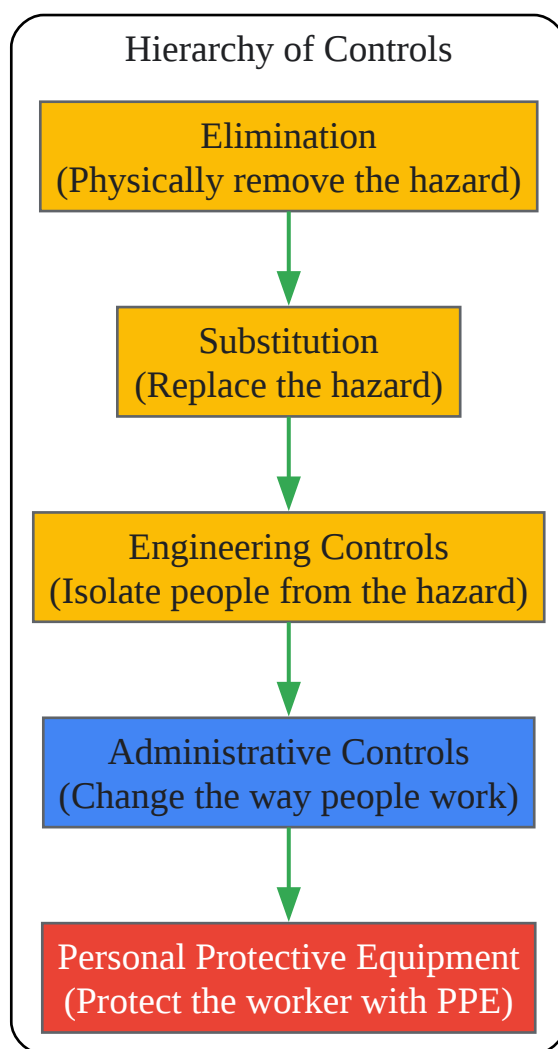 Hierarchy of Controls
Elimination
(Physically remove the hazard)
Substitution
(Replace the hazard)
Engineering Controls
(Isolate people from the hazard)
Administrative Controls
(Change the way people work)
Personal Protective Equipment
(Protect the worker with PPE)